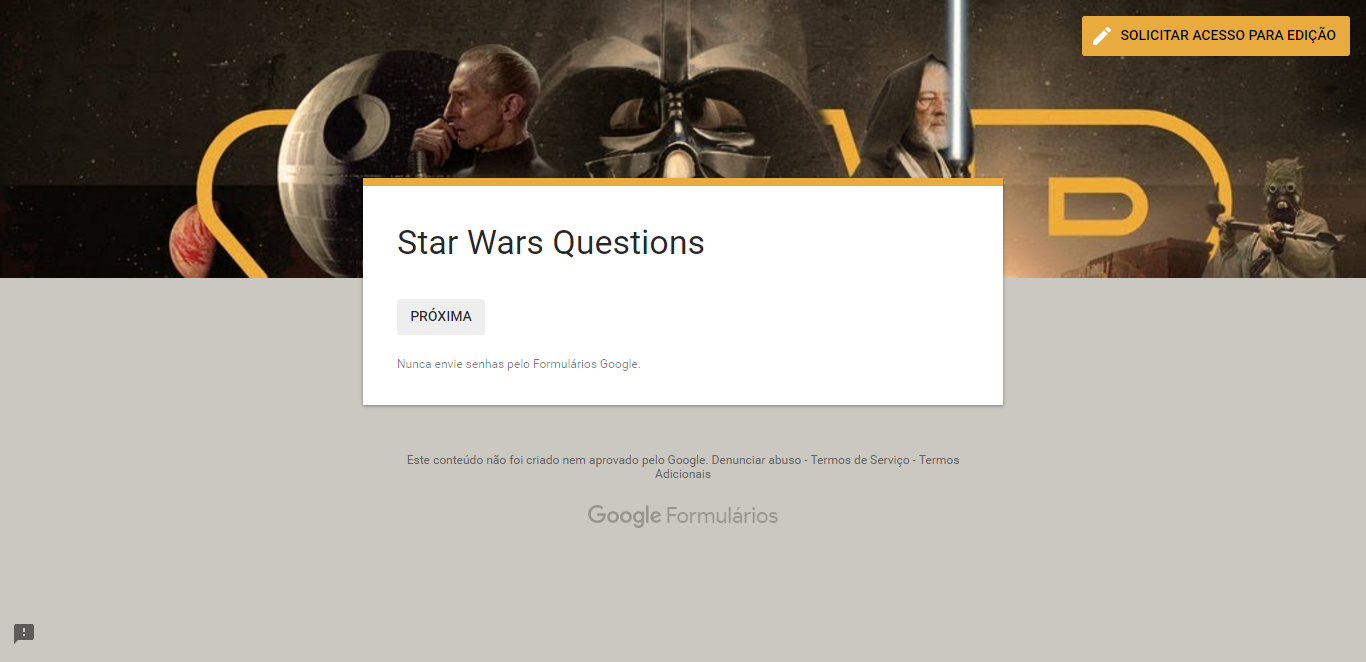 SOLICITAR ACESSO PARA EDIÇÃO
Star Wars Questions
PRÓXIMA
Nunca envie senhas pelo Formulários Google.
Este conteúdo não foi criado nem aprovado pelo Google. Denunciar abuso - Termos de Serviço - Termos
Adicionais
Google Formulários